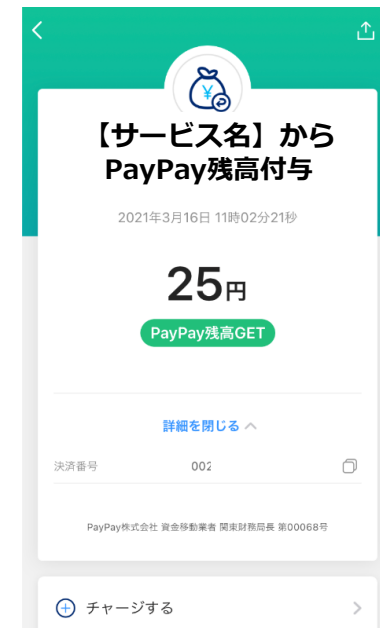 【サービス名】から
PayPay残高付与
2021年3月16日 11時02分21秒
25円
PayPay残高GET
詳細を閉じる
決済番号 002
PayPay株式会社 資金移動業者 関東財務局長 第00068号
チャージする